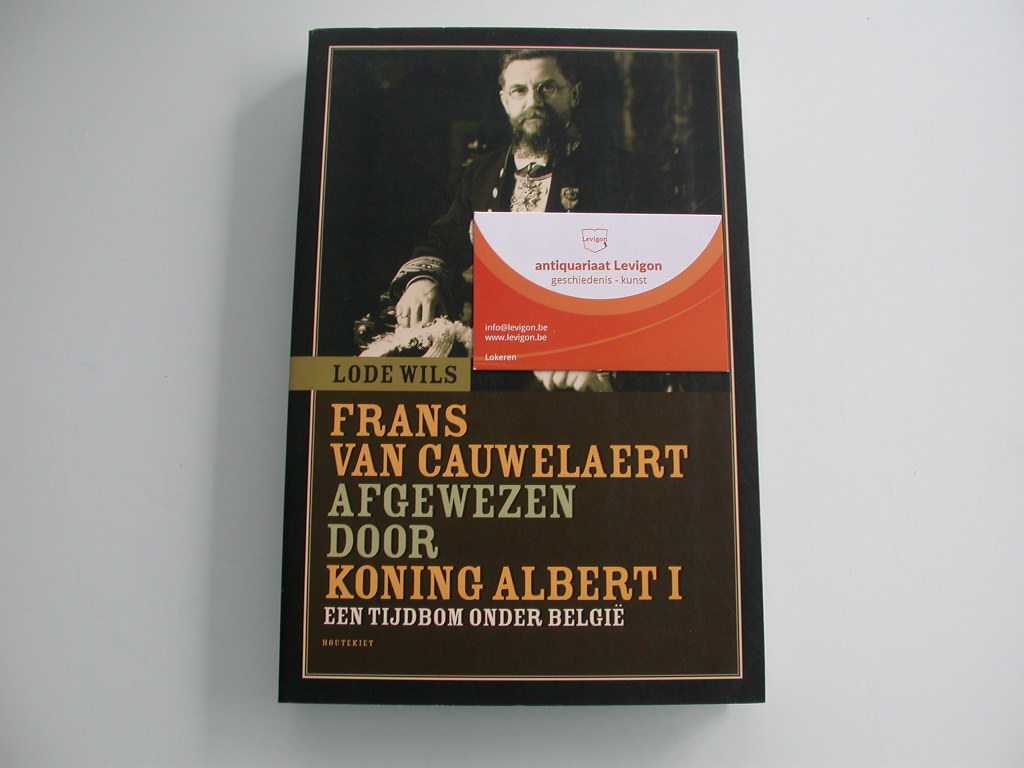 Levigon
antiquariaat Levigon
geschiedenis - kunst
info@levigon.be
www.levigon.be
Lokeren
LODE WILS
FRANS
VAN CAUWELAERT
AFGEWEZEN
DOOR
KONING ALBERT I
EEN TIJDBOM ONDER BELGIË
HOUTEKIET